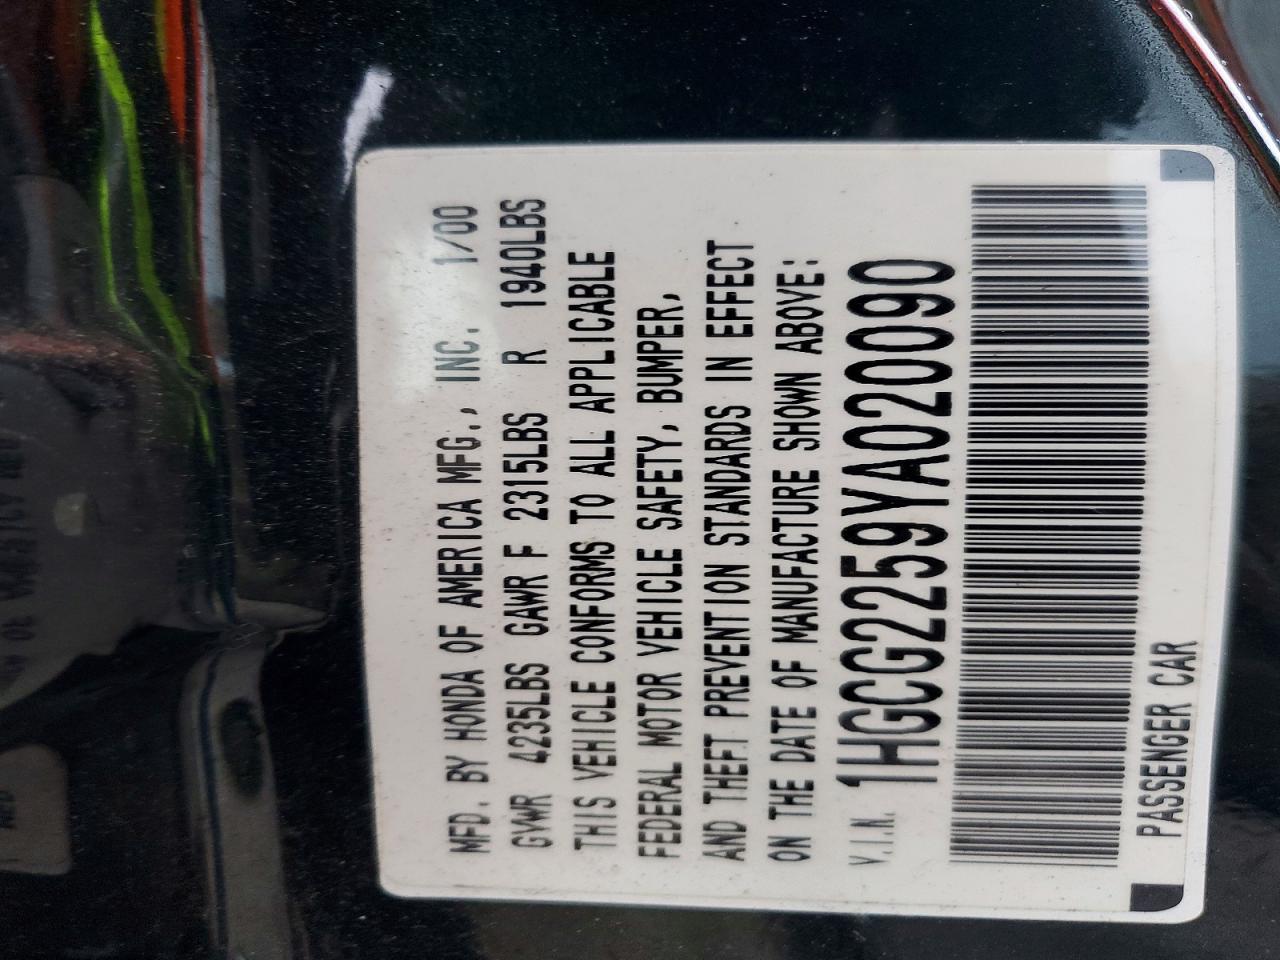 MFD. BY HONDA OF AMERICA MFG., INC. 1/00
GVWR 4235LBS GAWR F 2315LBS R 1940LBS
THIS VEHICLE CONFORMS TO ALL APPLICABLE
FEDERAL MOTOR VEHICLE SAFETY, BUMPER,
AND THEFT PREVENTION STANDARDS IN EFFECT
ON THE DATE OF MANUFACTURE SHOWN ABOVE:
V.I.N. 1HGCG2259YA020090
PASSENGER CAR